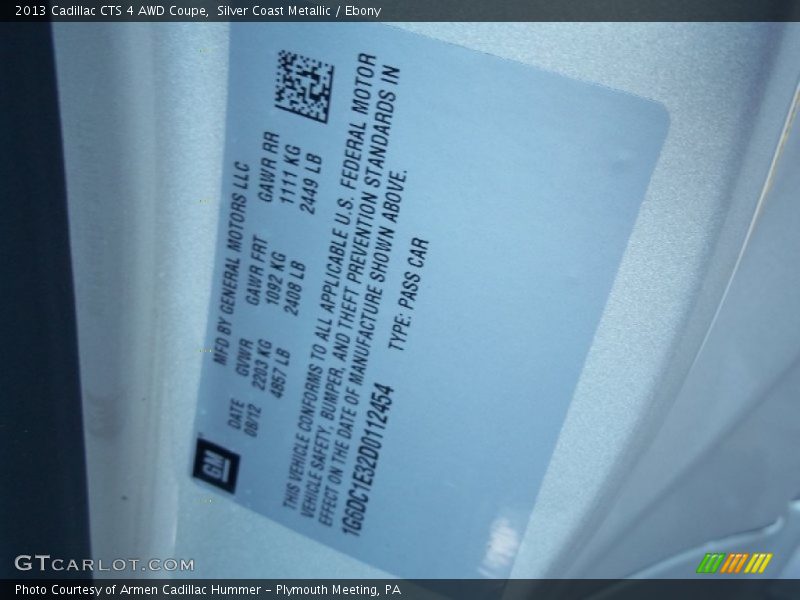 2013 Cadillac CTS 4 AWD Coupe, Silver Coast Metallic / Ebony
GM
MFD BY GENERAL MOTORS LLC
DATE GVWR GAWR FRT GAWR RR
08/12 2203 KG 1092 KG 1111 KG
4857 LB 2408 LB 2449 LB
THIS VEHICLE CONFORMS TO ALL APPLICABLE U.S. FEDERAL MOTOR
VEHICLE SAFETY, BUMPER, AND THEFT PREVENTION STANDARDS IN
EFFECT ON THE DATE OF MANUFACTURE SHOWN ABOVE.
1G6DC1E32D0112454 TYPE: PASS CAR
GTCARLOT.COM
Photo Courtesy of Armen Cadillac Hummer - Plymouth Meeting, PA